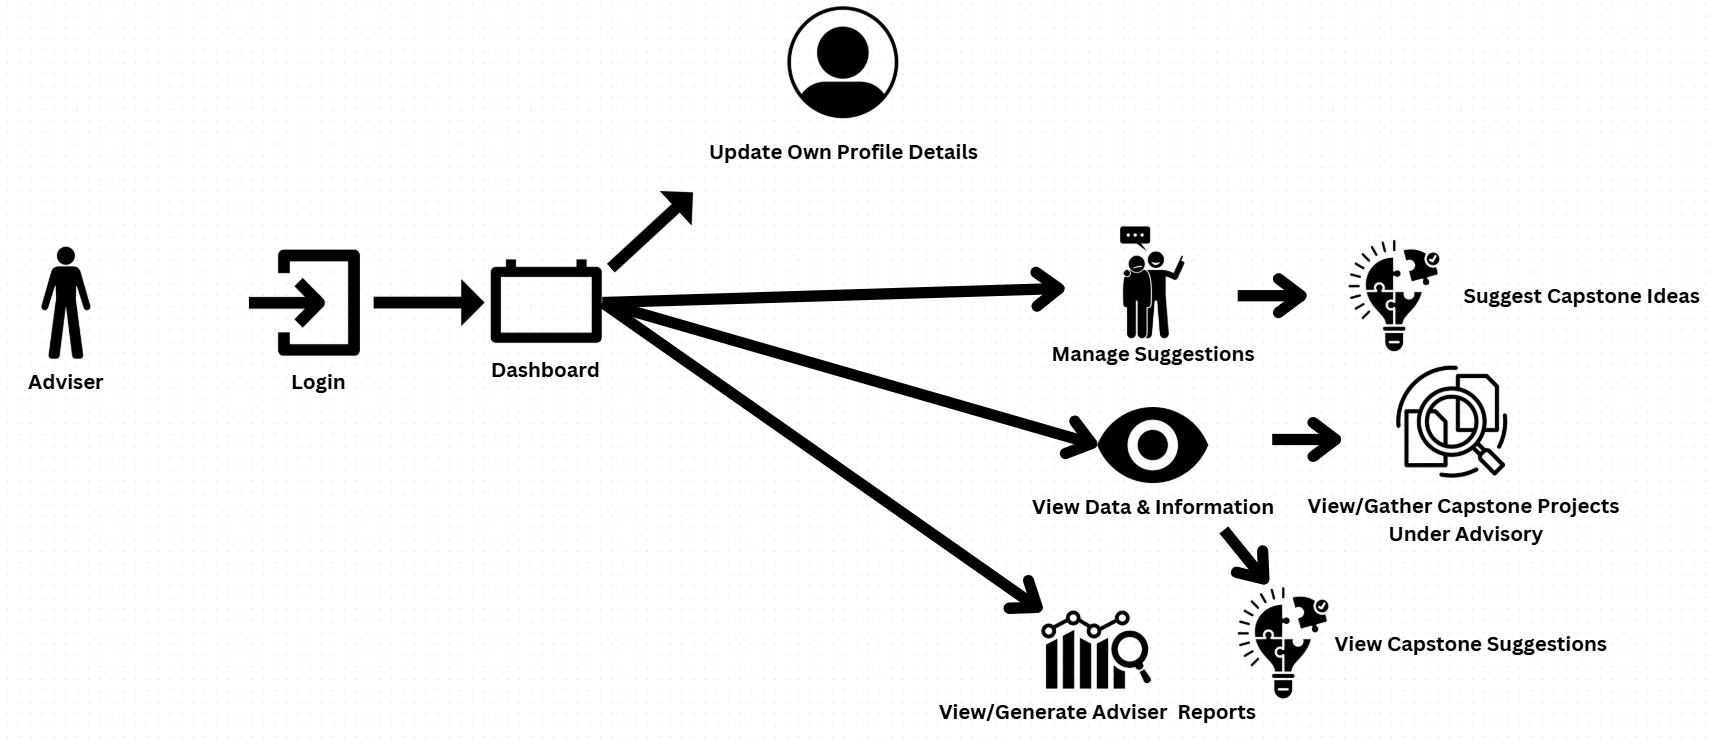 Update Own Profile Details
Adviser
Login
Dashboard
Manage Suggestions
Suggest Capstone Ideas
View Data & Information
View/Gather Capstone Projects
Under Advisory
View Capstone Suggestions
View/Generate Adviser Reports